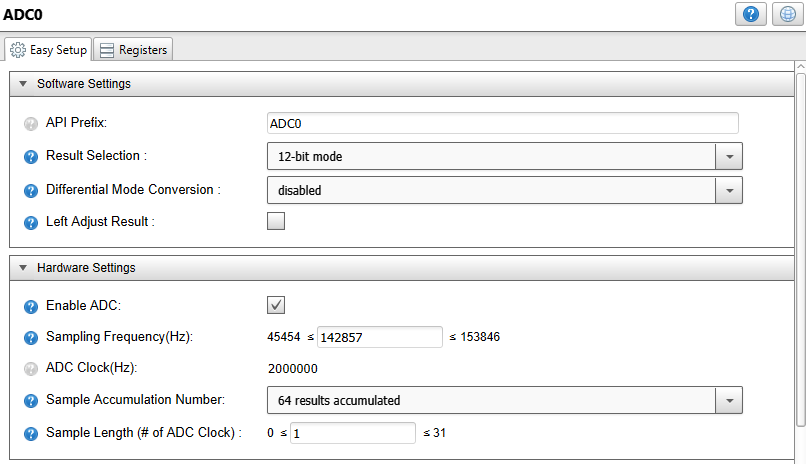 ADC0
Easy Setup Registers
Software Settings
API Prefix: ADC0
Result Selection : 12-bit mode
Differential Mode Conversion : disabled
Left Adjust Result :
Hardware Settings
Enable ADC:
Sampling Frequency(Hz): 45454 ≤ 142857 ≤ 153846
ADC Clock(Hz): 2000000
Sample Accumulation Number: 64 results accumulated
Sample Length (# of ADC Clock) : 0 ≤ 1 ≤ 31